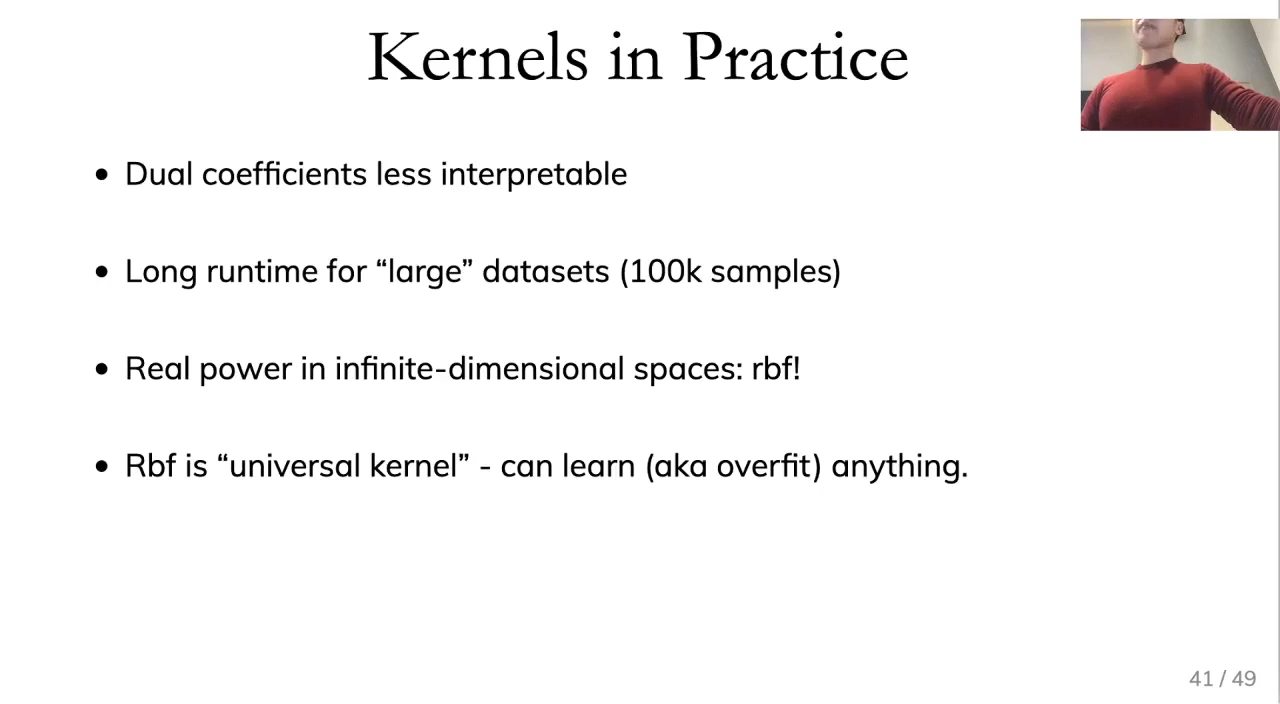 Kernels in Practice
Dual coefficients less interpretable
Long runtime for “large” datasets (100k samples)
Real power in infinite-dimensional spaces: rbf!
Rbf is “universal kernel” - can learn (aka overfit) anything.
41 / 49